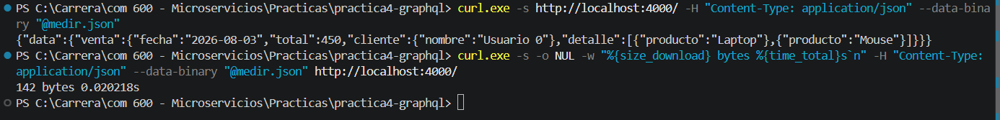 PS C:\Carrera\com 600 - Microservicios\Practicas\practica4-graphql> curl.exe -s http://localhost:4000/ -H "Content-Type: application/json" --data-bina
ry "@medir.json"
{"data":{"venta":{"fecha":"2026-08-03","total":450,"cliente":{"nombre":"Usuario 0"},"detalle":[{"producto":"Laptop"},{"producto":"Mouse"}]}}}
PS C:\Carrera\com 600 - Microservicios\Practicas\practica4-graphql> curl.exe -s -o NUL -w "%{size_download} bytes %{time_total}s`n" -H "Content-Type:
application/json" --data-binary "@medir.json" http://localhost:4000/
142 bytes 0.020218s
PS C:\Carrera\com 600 - Microservicios\Practicas\practica4-graphql>